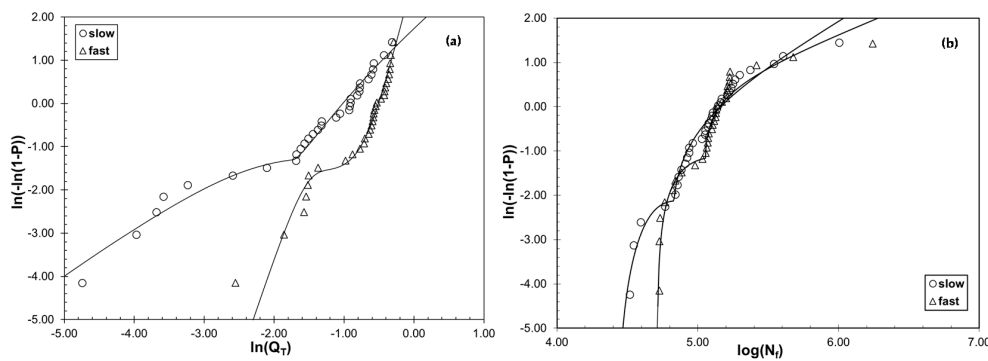 2.00
1.00
0.00
-1.00
-2.00
-3.00
-4.00
-5.00
ln(-ln(1-P))
slow
fast
(a)
-5.00 -4.00 -3.00 -2.00 -1.00 0.00 1.00
ln(Q_T)
2.00
1.00
0.00
-1.00
-2.00
-3.00
-4.00
-5.00
ln(-ln(1-P))
(b)
slow
fast
4.00 5.00 6.00 7.00
log(N_f)